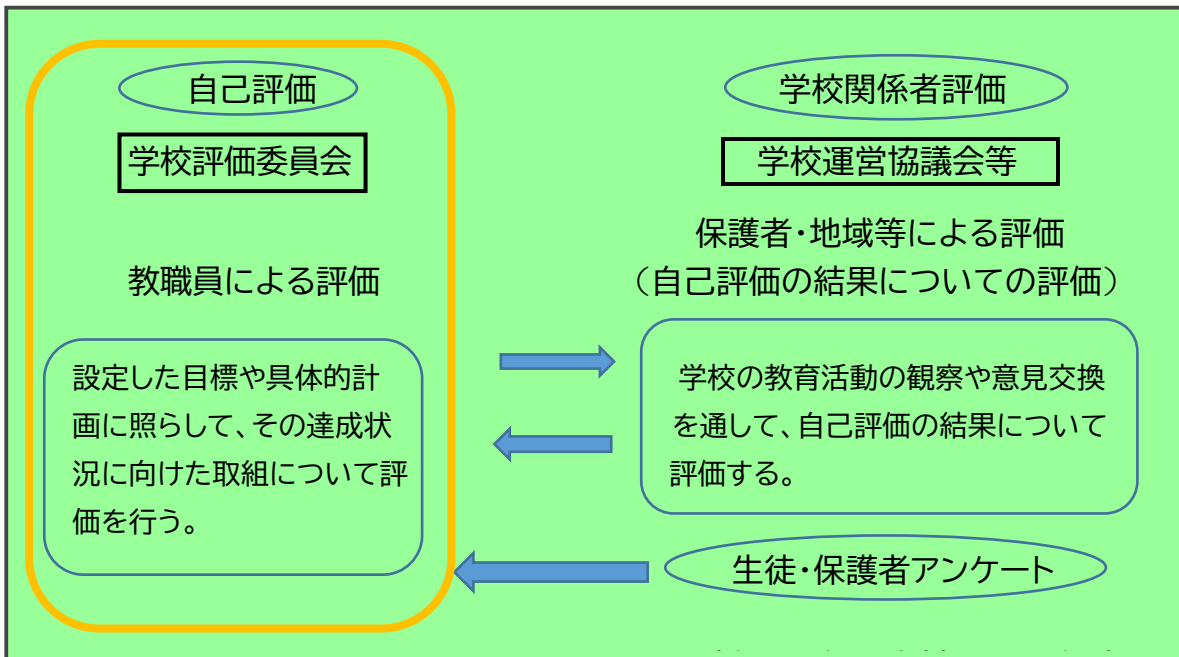 自己評価
学校評価委員会
教職員による評価
設定した目標や具体的計
画に照らして、その達成状
況に向けた取組について評
価を行う。
学校関係者評価
学校運営協議会等
保護者・地域等による評価
（自己評価の結果についての評価）
学校の教育活動の観察や意見交換
を通して、自己評価の結果について
評価する。
生徒・保護者アンケート